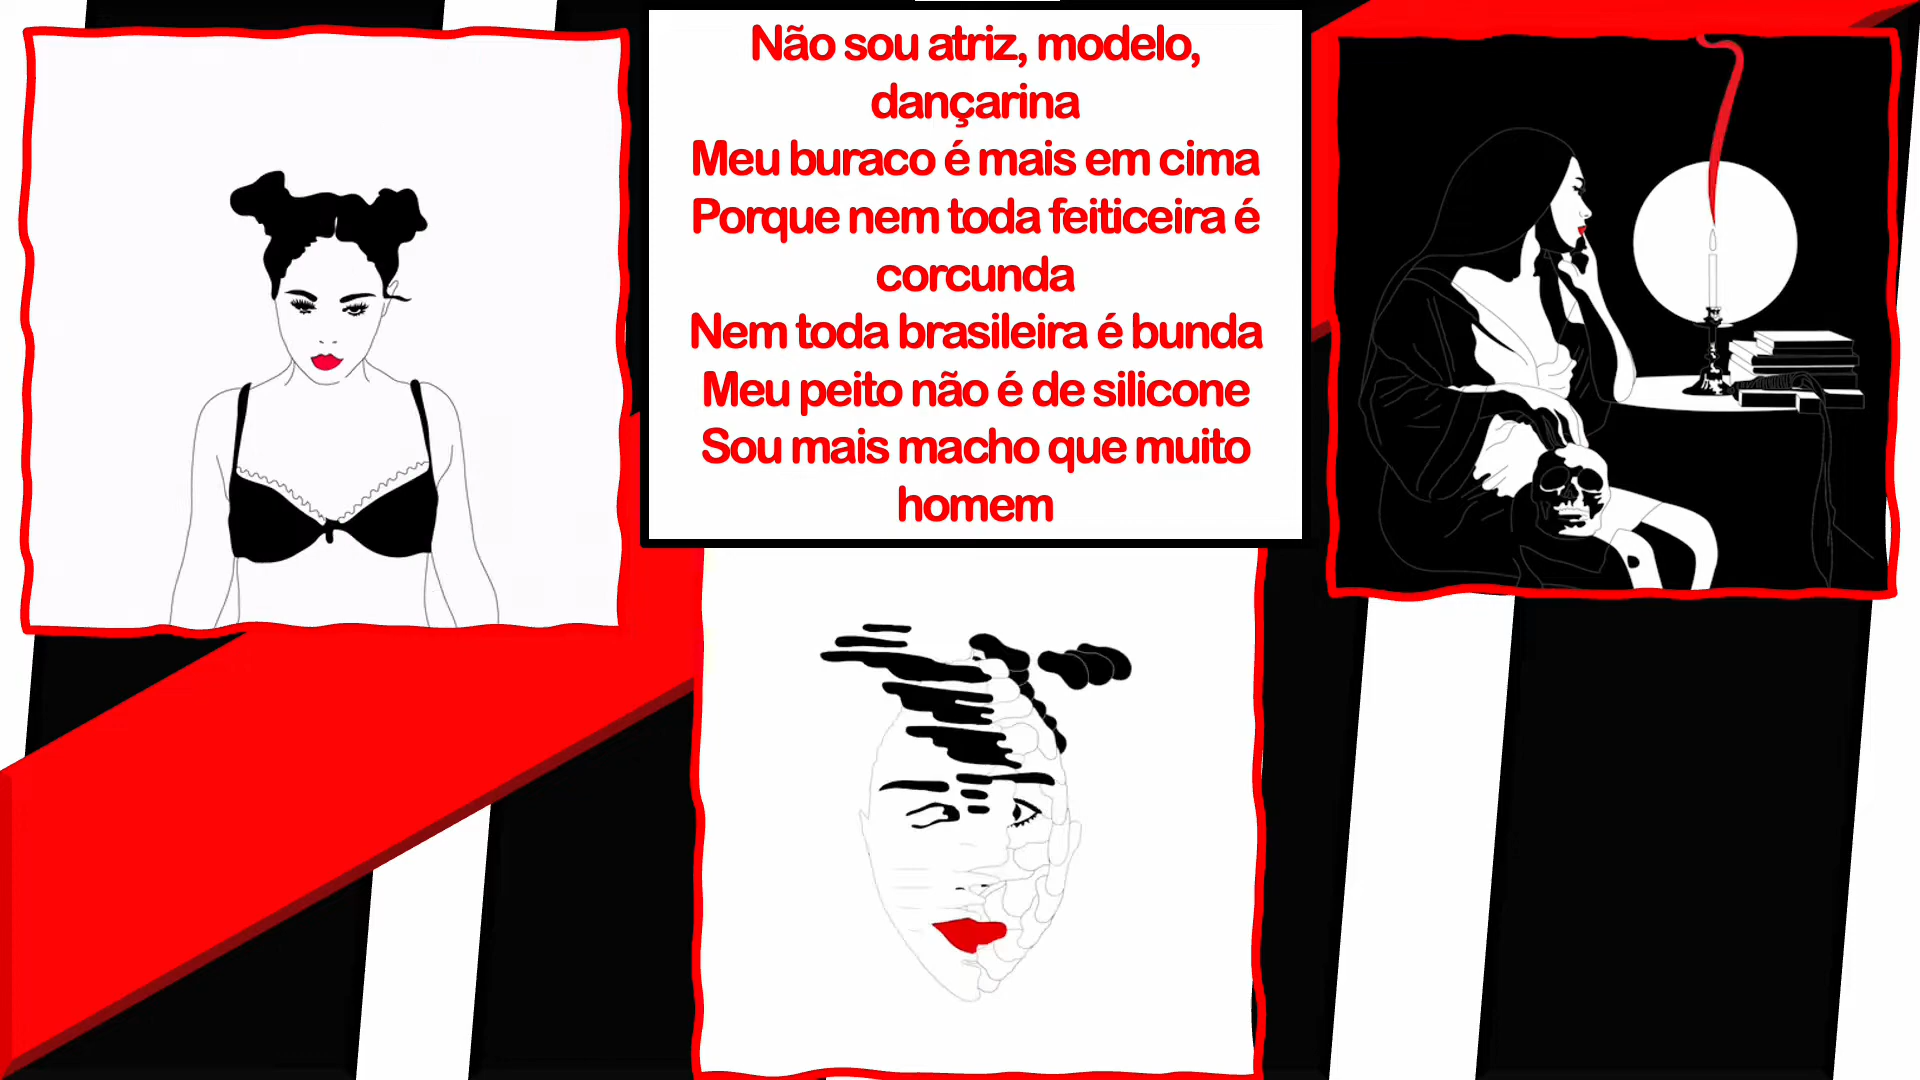 Não sou atriz, modelo,
dançarina
Meu buraco é mais em cima
Porque nem toda feiticeira é
corcunda
Nem toda brasileira é bunda
Meu peito não é de silicone
Sou mais macho que muito
homem